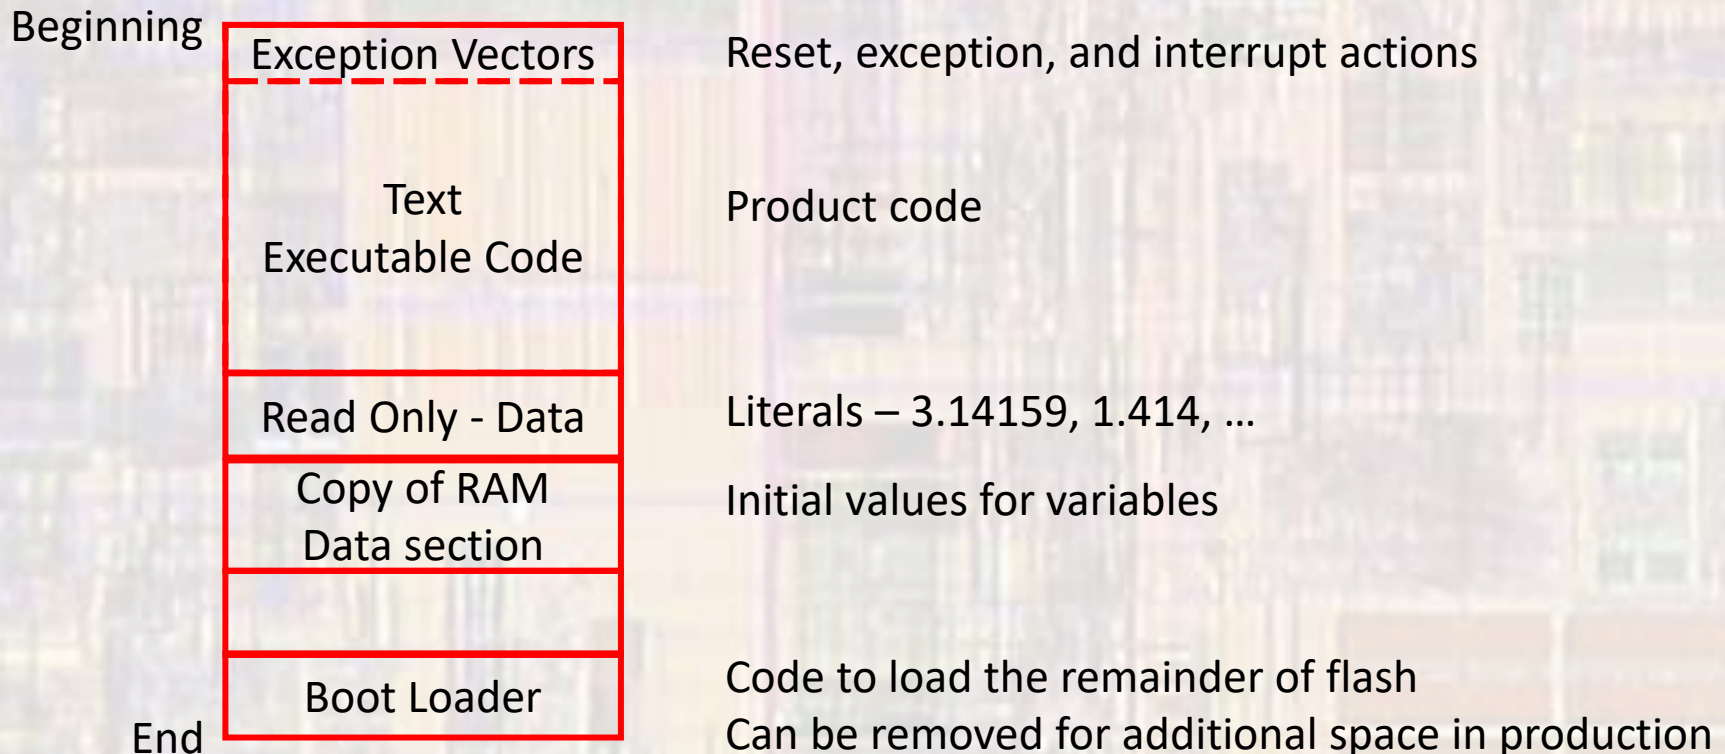 Beginning
Exception Vectors
Reset, exception, and interrupt actions
Text
Executable Code
Product code
Read Only - Data
Literals – 3.14159, 1.414, …
Copy of RAM
Data section
Initial values for variables
Boot Loader
Code to load the remainder of flash
Can be removed for additional space in production
End